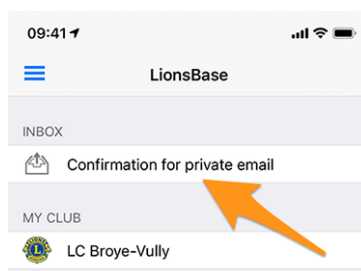 09:41
LionsBase
INBOX
Confirmation for private email
MY CLUB
LC Broye-Vully